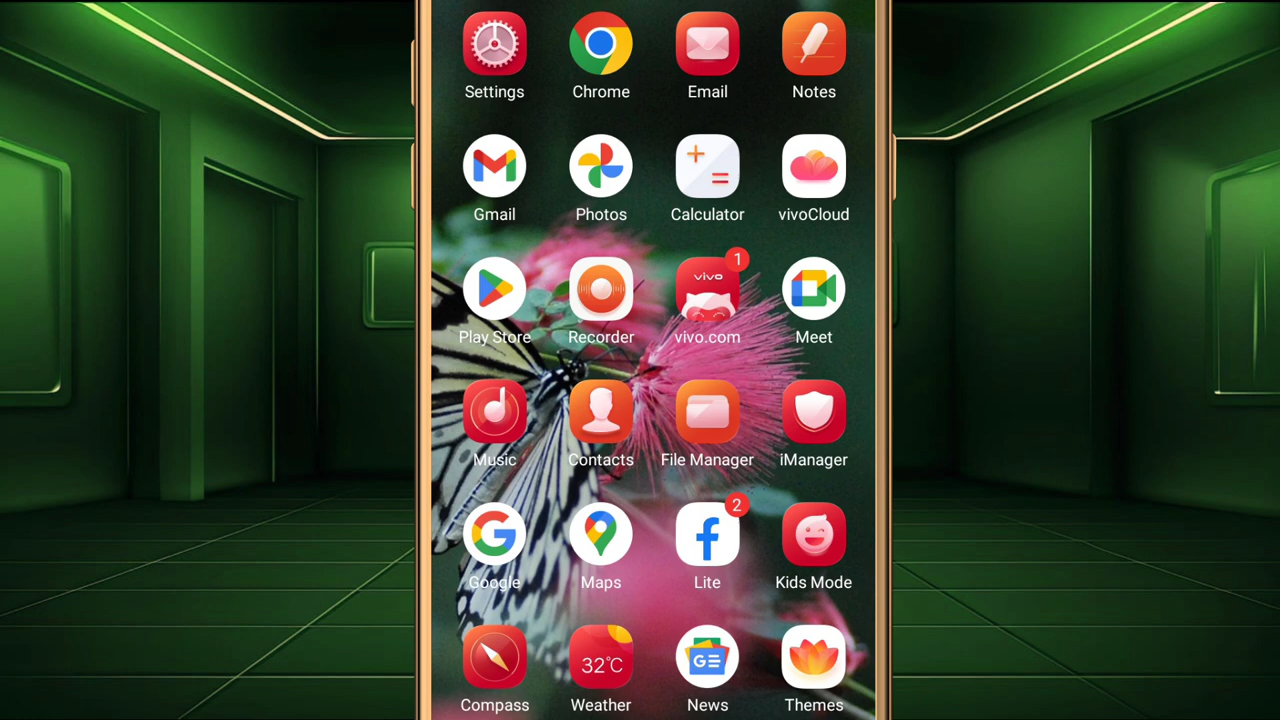 Settings Chrome Email Notes
Gmail Photos Calculator vivoCloud
1
vivo
Play Store Recorder vivo.com Meet
Music Contacts File Manager iManager
2
Google Maps Lite Kids Mode
32°C
GE
Compass Weather News Themes